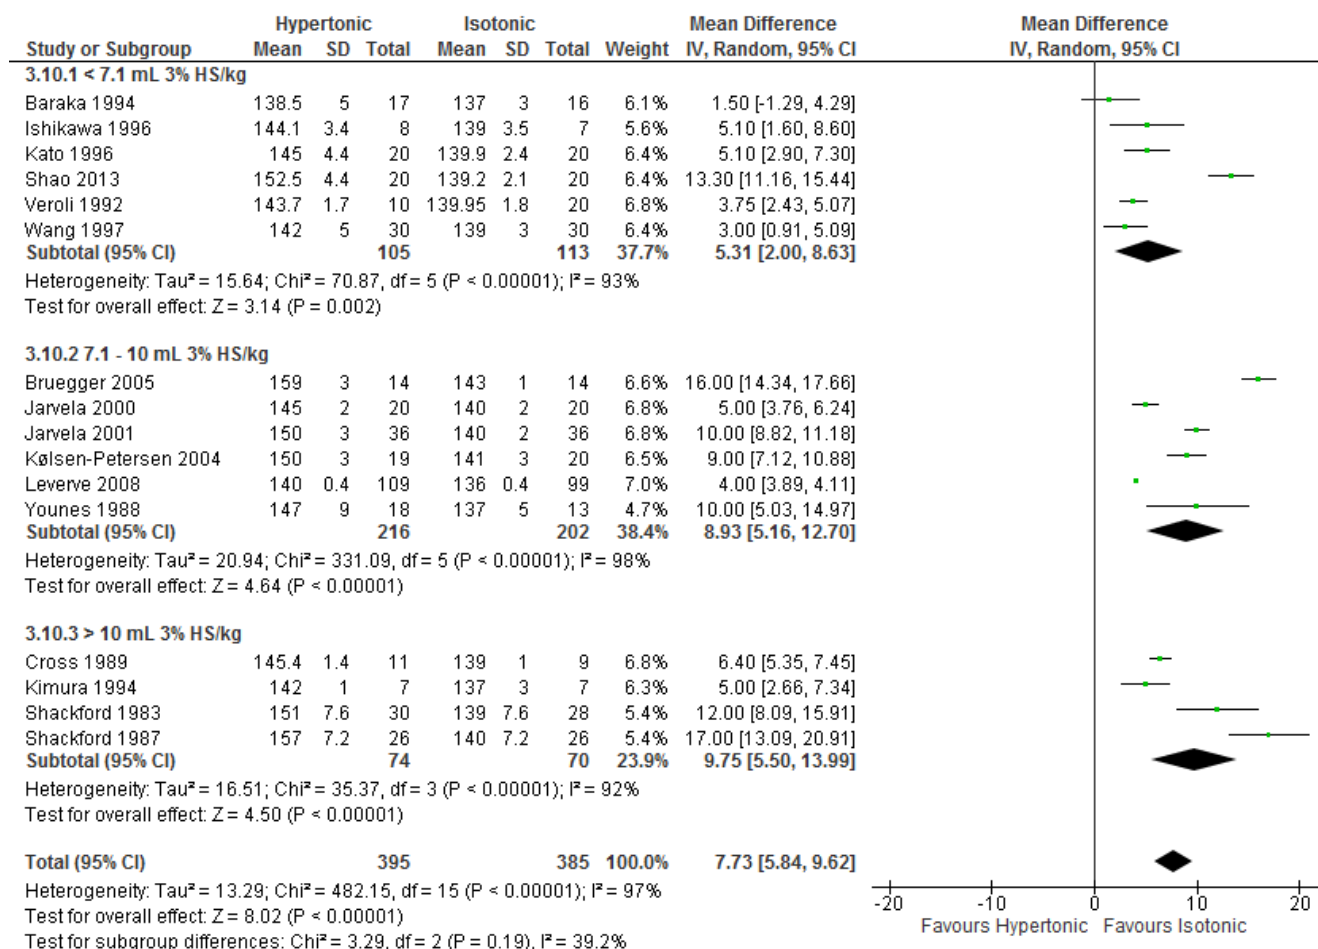 Hypertonic Isotonic Mean Difference Mean Difference
Study or Subgroup Mean SD Total Mean SD Total Weight IV, Random, 95% CI IV, Random, 95% CI
3.10.1 < 7.1 mL 3% HS/kg
Baraka 1994 138.5 5 17 137 3 16 6.1% 1.50 [-1.29, 4.29]
Ishikawa 1996 144.1 3.4 8 139 3.5 7 5.6% 5.10 [1.60, 8.60]
Kato 1996 145 4.4 20 139.9 2.4 20 6.4% 5.10 [2.90, 7.30]
Shao 2013 152.5 4.4 20 139.2 2.1 20 6.4% 13.30 [11.16, 15.44]
Veroli 1992 143.7 1.7 10 139.95 1.8 20 6.8% 3.75 [2.43, 5.07]
Wang 1997 142 5 30 139 3 30 6.4% 3.00 [0.91, 5.09]
Subtotal (95% CI) 105 113 37.7% 5.31 [2.00, 8.63]
Heterogeneity: Tau² = 15.64; Chi² = 70.87, df = 5 (P < 0.00001); I² = 93%
Test for overall effect: Z = 3.14 (P = 0.002)
3.10.2 7.1 - 10 mL 3% HS/kg
Bruegger 2005 159 3 14 143 1 14 6.6% 16.00 [14.34, 17.66]
Jarvela 2000 145 2 20 140 2 20 6.8% 5.00 [3.76, 6.24]
Jarvela 2001 150 3 36 140 2 36 6.8% 10.00 [8.82, 11.18]
Kølsen-Petersen 2004 150 3 19 141 3 20 6.5% 9.00 [7.12, 10.88]
Leverve 2008 140 0.4 109 136 0.4 99 7.0% 4.00 [3.89, 4.11]
Younes 1988 147 9 18 137 5 13 4.7% 10.00 [5.03, 14.97]
Subtotal (95% CI) 216 202 38.4% 8.93 [5.16, 12.70]
Heterogeneity: Tau² = 20.94; Chi² = 331.09, df = 5 (P < 0.00001); I² = 98%
Test for overall effect: Z = 4.64 (P < 0.00001)
3.10.3 > 10 mL 3% HS/kg
Cross 1989 145.4 1.4 11 139 1 9 6.8% 6.40 [5.35, 7.45]
Kimura 1994 142 1 7 137 3 7 6.3% 5.00 [2.66, 7.34]
Shackford 1983 151 7.6 30 139 7.6 28 5.4% 12.00 [8.09, 15.91]
Shackford 1987 157 7.2 26 140 7.2 26 5.4% 17.00 [13.09, 20.91]
Subtotal (95% CI) 74 70 23.9% 9.75 [5.50, 13.99]
Heterogeneity: Tau² = 16.51; Chi² = 35.37, df = 3 (P < 0.00001); I² = 92%
Test for overall effect: Z = 4.50 (P < 0.00001)
Total (95% CI) 395 385 100.0% 7.73 [5.84, 9.62]
Heterogeneity: Tau² = 13.29; Chi² = 482.15, df = 15 (P < 0.00001); I² = 97%
Test for overall effect: Z = 8.02 (P < 0.00001)
Test for subgroup differences: Chi² = 3.29, df = 2 (P = 0.19), I² = 39.2%
-20 -10 0 10 20
Favours Hypertonic Favours Isotonic